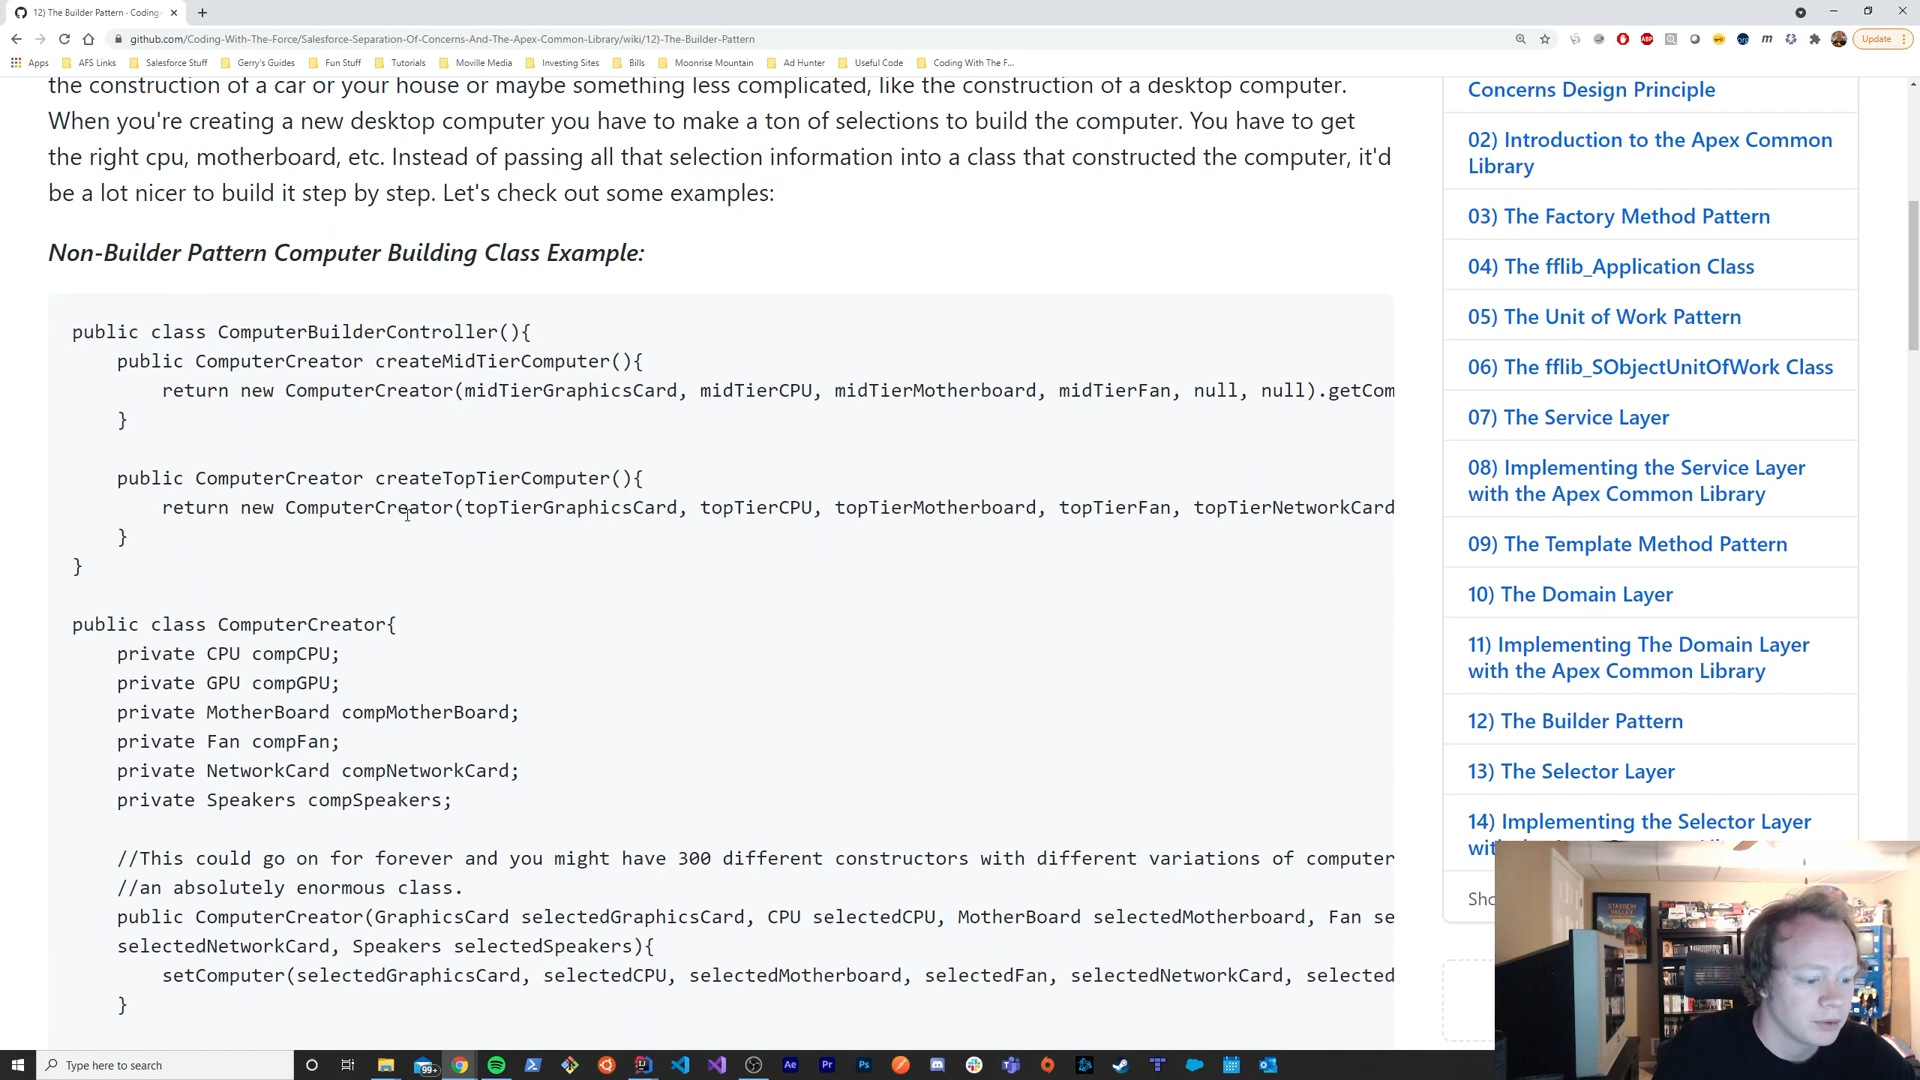 12) The Builder Pattern · Coding-
github.com/Coding-With-The-Force/Salesforce-Separation-Of-Concerns-And-The-Apex-Common-Library/wiki/12)-The-Builder-Pattern
Update
Apps
AFS Links
Salesforce Stuff
Gerry's Guides
Fun Stuff
Tutorials
Moville Media
Investing Sites
Bills
Moonrise Mountain
Ad Hunter
Useful Code
Coding With The F...
the construction of a car or your house or maybe something less complicated, like the construction of a desktop computer.
When you're creating a new desktop computer you have to make a ton of selections to build the computer. You have to get
the right cpu, motherboard, etc. Instead of passing all that selection information into a class that constructed the computer, it'd
be a lot nicer to build it step by step. Let's check out some examples:
Non-Builder Pattern Computer Building Class Example:
public class ComputerBuilderController(){
public ComputerCreator createMidTierComputer(){
return new ComputerCreator(midTierGraphicsCard, midTierCPU, midTierMotherboard, midTierFan, null, null).getCom
}
public ComputerCreator createTopTierComputer(){
return new ComputerCreator(topTierGraphicsCard, topTierCPU, topTierMotherboard, topTierFan, topTierNetworkCard
}
}
public class ComputerCreator{
private CPU compCPU;
private GPU compGPU;
private MotherBoard compMotherBoard;
private Fan compFan;
private NetworkCard compNetworkCard;
private Speakers compSpeakers;
//This could go on for forever and you might have 300 different constructors with different variations of computer
//an absolutely enormous class.
public ComputerCreator(GraphicsCard selectedGraphicsCard, CPU selectedCPU, MotherBoard selectedMotherboard, Fan se
selectedNetworkCard, Speakers selectedSpeakers){
setComputer(selectedGraphicsCard, selectedCPU, selectedMotherboard, selectedFan, selectedNetworkCard, selected
}
Concerns Design Principle
02) Introduction to the Apex Common
Library
03) The Factory Method Pattern
04) The fflib_Application Class
05) The Unit of Work Pattern
06) The fflib_SObjectUnitOfWork Class
07) The Service Layer
08) Implementing the Service Layer
with the Apex Common Library
09) The Template Method Pattern
10) The Domain Layer
11) Implementing The Domain Layer
with the Apex Common Library
12) The Builder Pattern
13) The Selector Layer
14) Implementing the Selector Layer
wit
Sho
STARDEW
VALLEY
Type here to search
99+
Ae
Pr
Ps